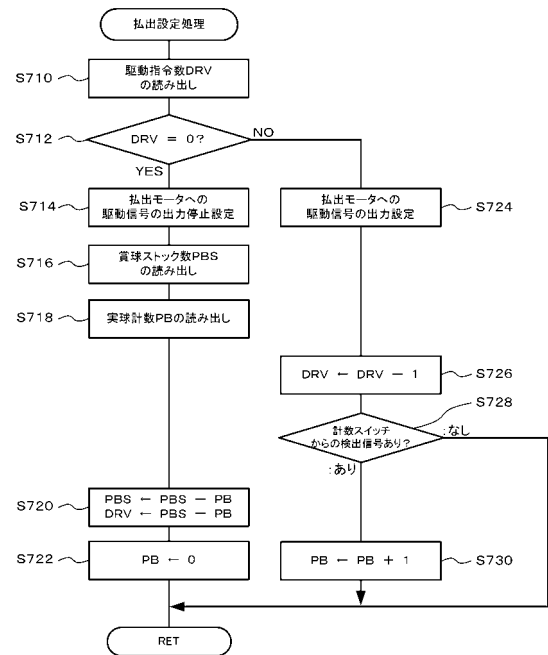 払出設定処理
S710
駆動指令数DRV
の読み出し
S712
DRV = 0?
NO
YES
S714
払出モータへの
駆動信号の出力停止設定
払出モータへの
駆動信号の出力設定
S724
S716
賞球ストック数PBS
の読み出し
S718
実球計数PBの読み出し
DRV ← DRV − 1
S726
S728
計数スイッチ
からの検出信号あり?
:なし
:あり
S720
PBS ← PBS − PB
DRV ← PBS − PB
S722
PB ← 0
PB ← PB + 1
S730
RET